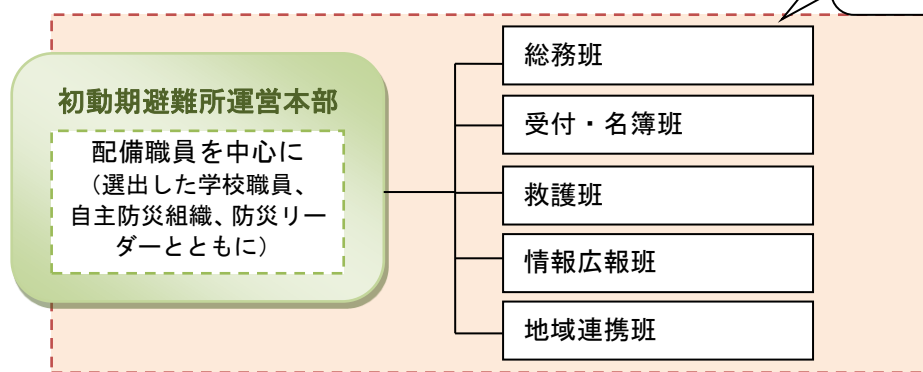 初動期避難所運営本部
配備職員を中心に
（選出した学校職員、
自主防災組織、防災リー
ダーとともに）
総務班
受付・名簿班
救護班
情報広報班
地域連携班